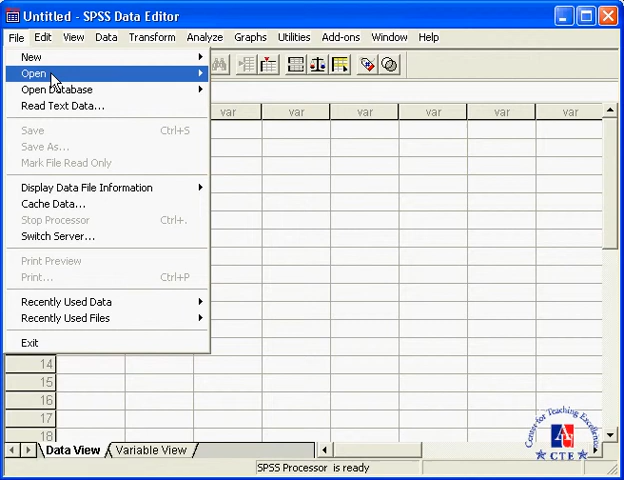 Untitled - SPSS Data Editor
File Edit View Data Transform Analyze Graphs Utilities Add-ons Window Help
New
Open
Open Database
Read Text Data...
Save Ctrl+S
Save As...
Mark File Read Only
Display Data File Information
Cache Data...
Stop Processor Ctrl+.
Switch Server...
Print Preview
Print... Ctrl+P
Recently Used Data
Recently Used Files
Exit
var var var var var var
14
15
16
17
18
Data View Variable View
SPSS Processor is ready
Center for Teaching Excellence
AU
CTE